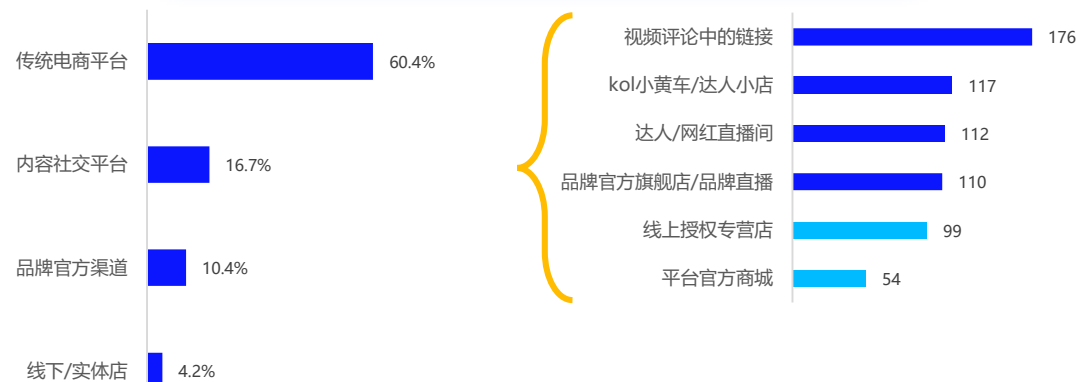 传统电商平台 60.4%
内容社交平台 16.7%
品牌官方渠道 10.4%
线下/实体店 4.2%
视频评论中的链接 176
kol小黄车/达人小店 117
达人/网红直播间 112
品牌官方旗舰店/品牌直播 110
线上授权专营店 99
平台官方商城 54